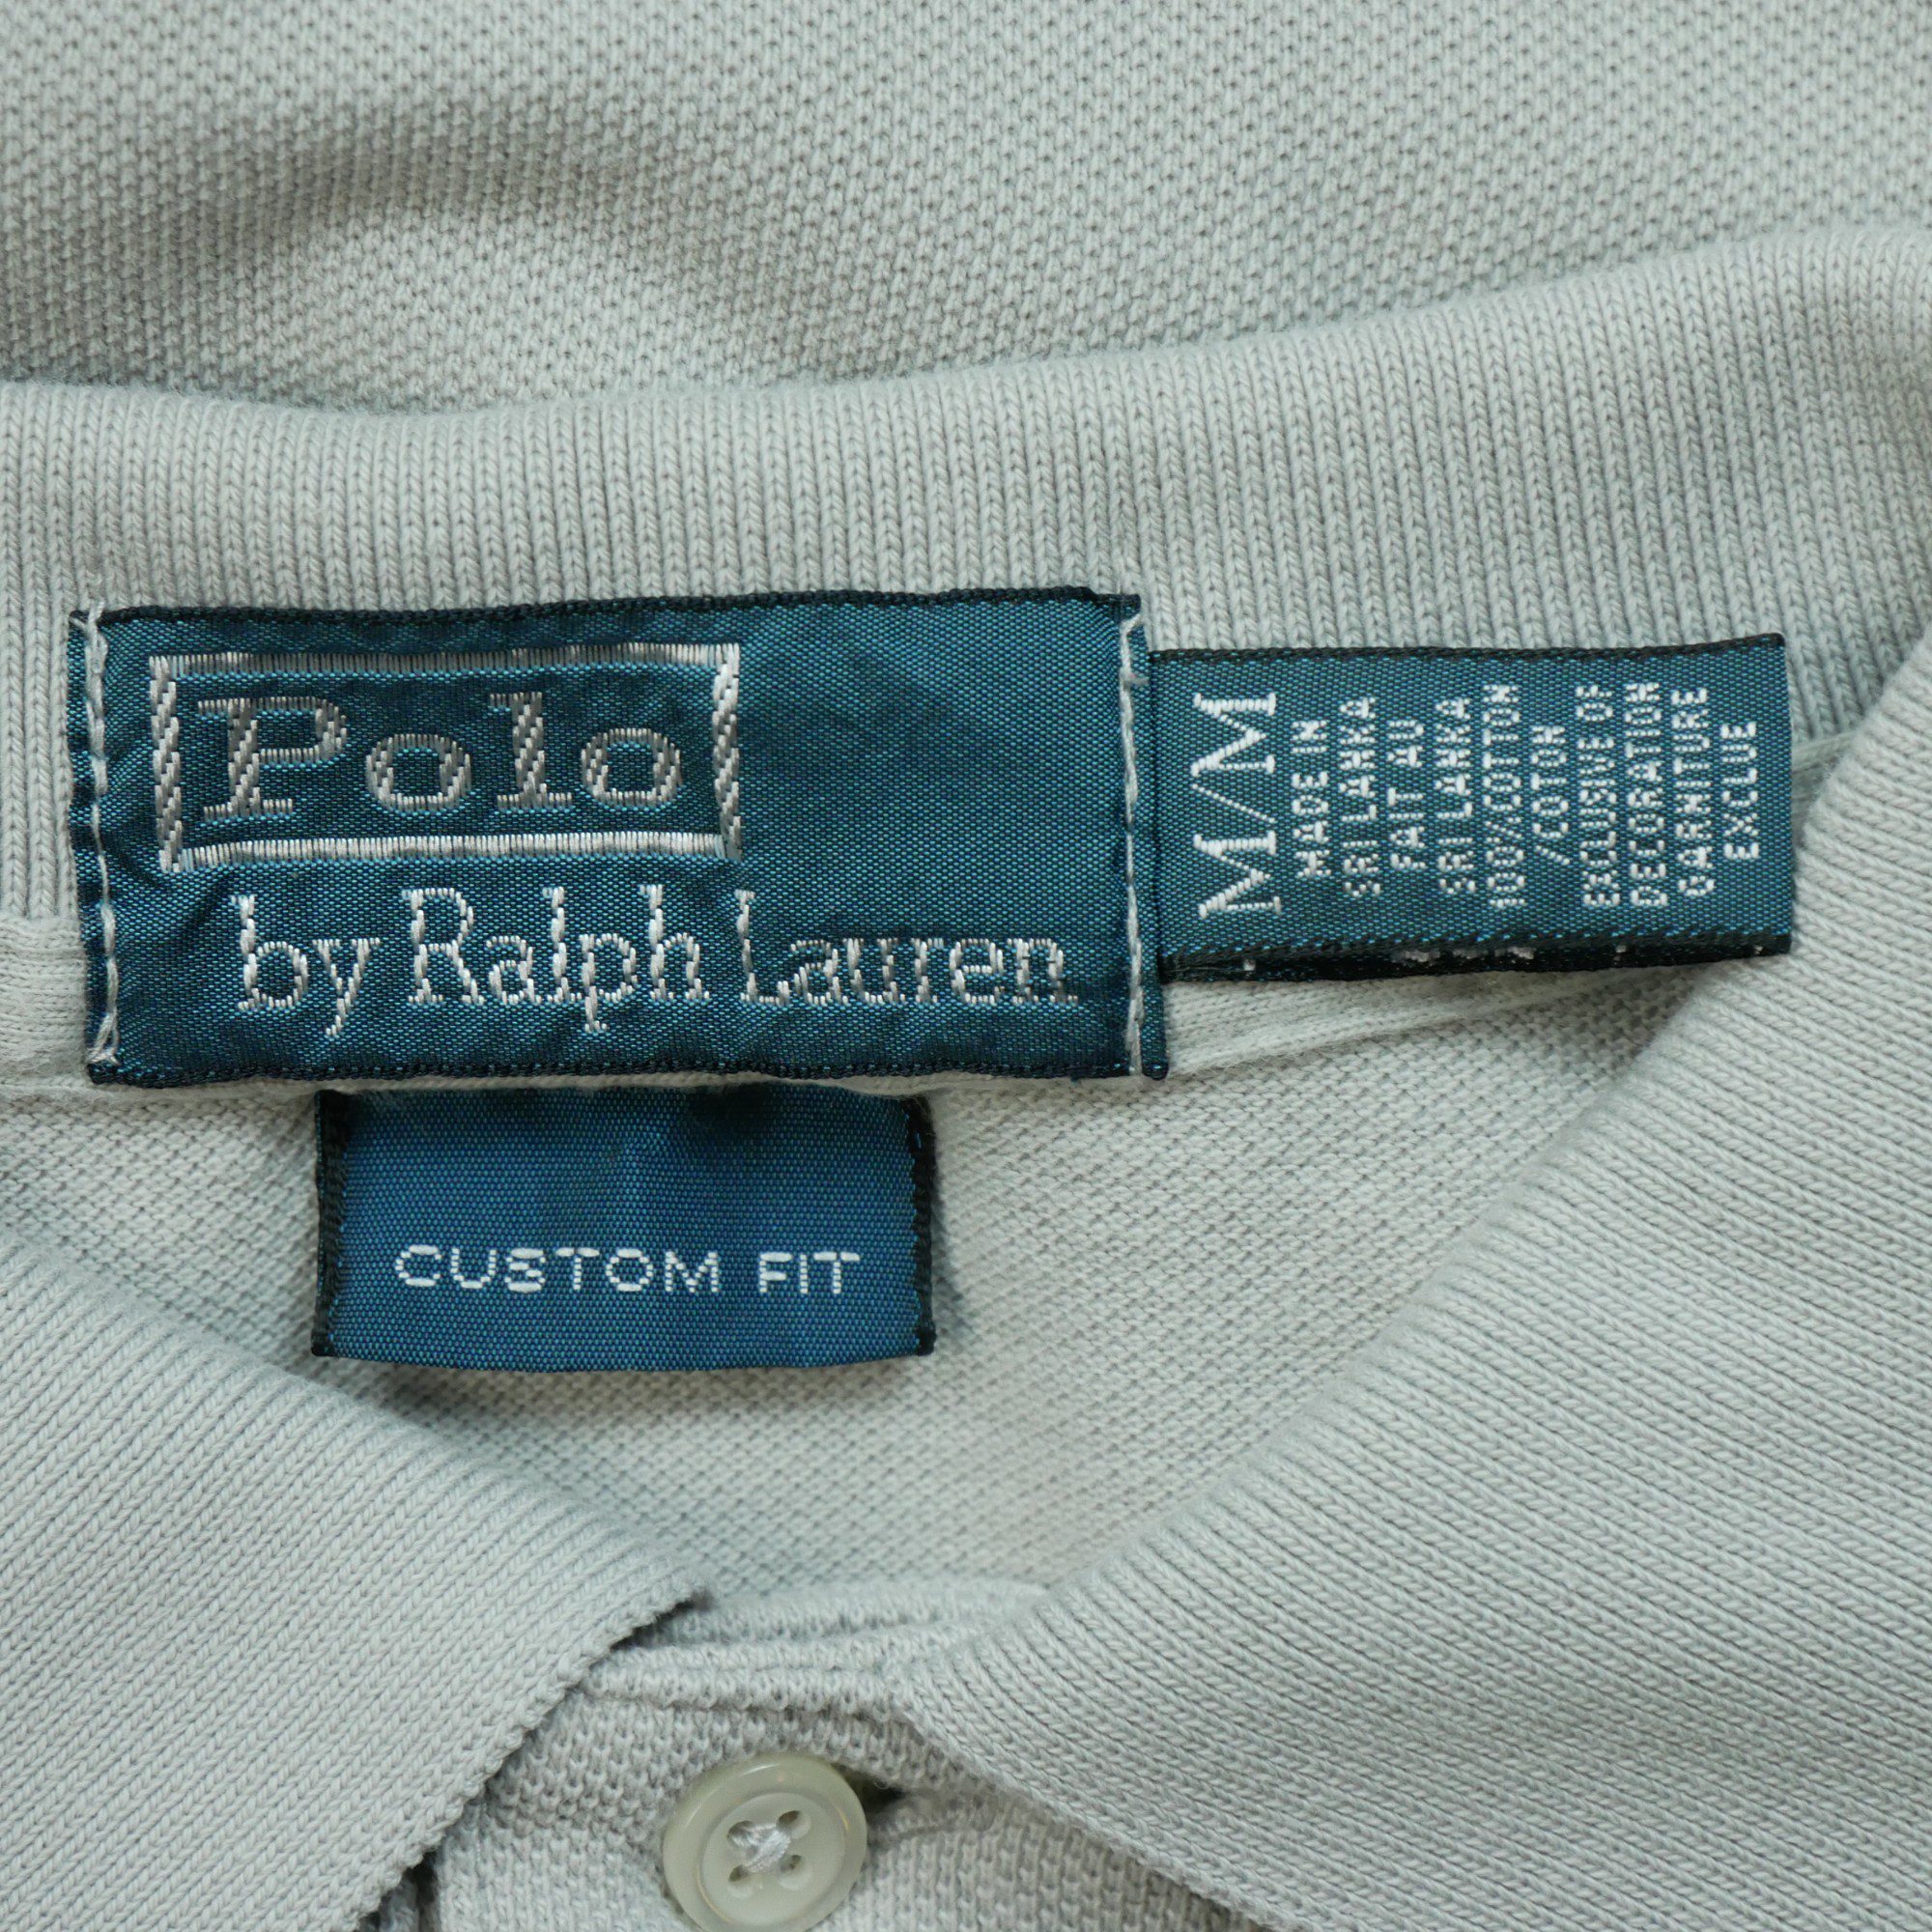 Polo
by Ralph Lauren
CUSTOM FIT
M/M
MADE IN
SRI LANKA
FAIT AU
SRI LANKA
100%COTTON
/COTON
EXCLUSIVE OF
DECORATION
GARNITURE
EXCLUE